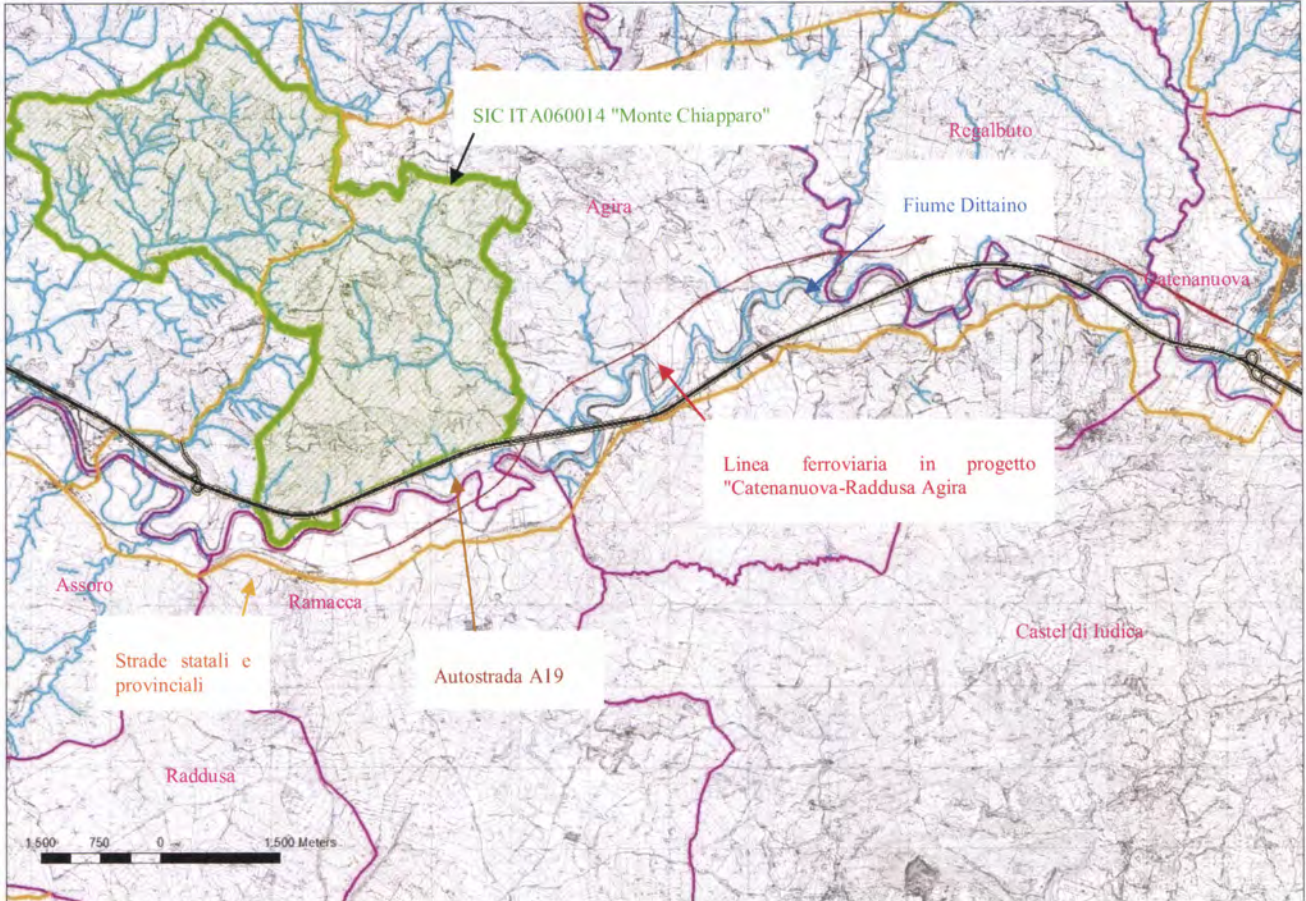 SIC ITA060014 "Monte Chiapparo"
Regalbuto
Agira
Fiume Dittaino
Catenanuova
Linea ferroviaria in progetto
"Catenanuova-Raddusa Agira
Assoro
Ramacca
Castel di Iudica
Strade statali e
provinciali
Autostrada A19
Raddusa
1,500 750 0 1,500 Meters